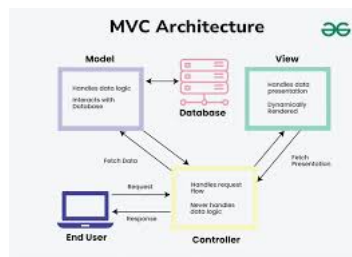 MVC Architecture
Model
View
Handles data logic
Interacts with
Database
Database
Handles data
presentation
Dynamically
Rendered
Fetch Data
Fetch
Presentation
Request
Response
Handles request
flow
Never handles
data logic
End User
Controller